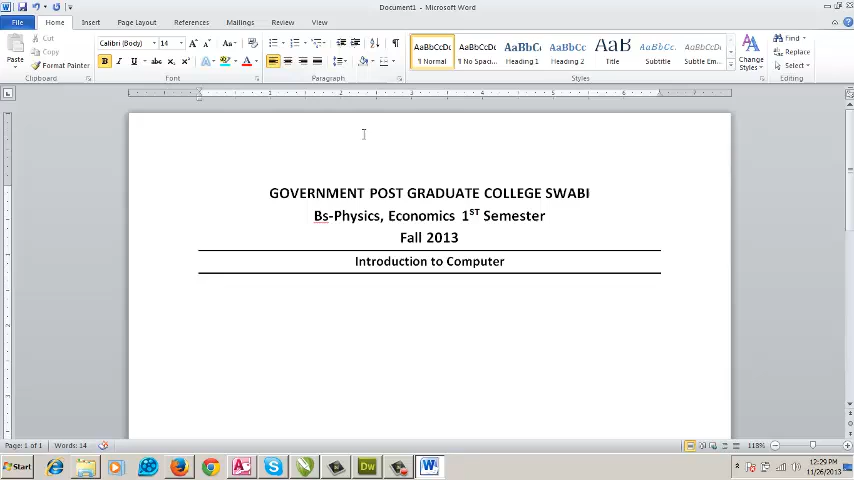 Document1 - Microsoft Word
File Home Insert Page Layout References Mailings Review View
Cut
Copy
Format Painter
Paste
Clipboard
Calibri (Body) 14
B I U abc x₂ x²
Font
Paragraph
AaBbCcDc AaBbCcDc AaBbC AaBbCc AaB AaBbCc. AaBbCcDc
¶ Normal ¶ No Spaci... Heading 1 Heading 2 Title Subtitle Subtle Em...
Styles
Change Styles
Find
Replace
Select
Editing
GOVERNMENT POST GRADUATE COLLEGE SWABI
Bs-Physics, Economics 1ST Semester
Fall 2013
Introduction to Computer
Page: 1 of 1 Words: 14
118%
Start
12:29 PM
11/26/2013